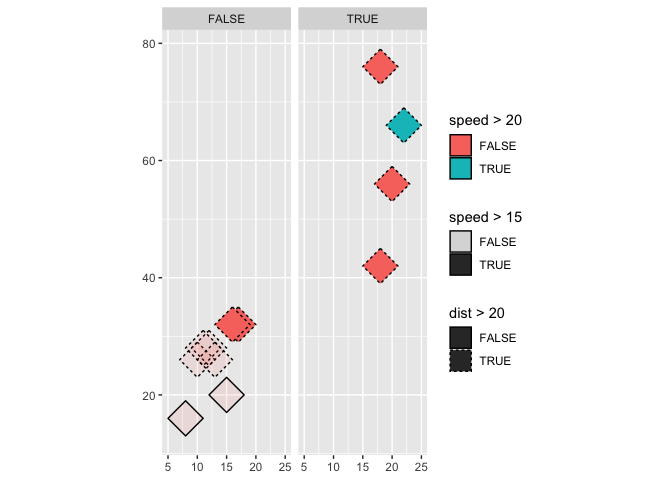 FALSE TRUE
80
60
40
20
5 10 15 20 25 5 10 15 20 25
speed > 20
FALSE
TRUE
speed > 15
FALSE
TRUE
dist > 20
FALSE
TRUE